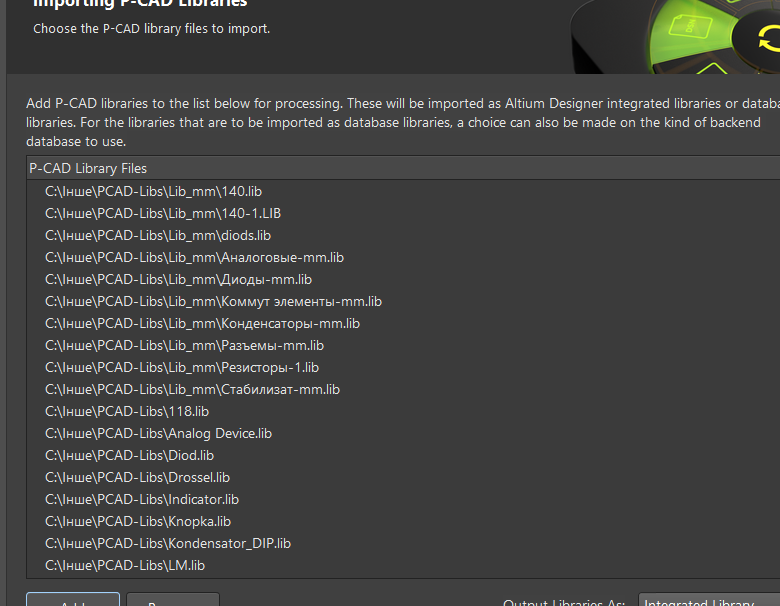 Importing P-CAD Libraries
Choose the P-CAD library files to import.
Add P-CAD libraries to the list below for processing. These will be imported as Altium Designer integrated libraries or
libraries. For the libraries that are to be imported as database libraries, a choice can also be made on the kind of backend
database to use.
P-CAD Library Files
C:\Інше\PCAD-Libs\Lib_mm\140.lib
C:\Інше\PCAD-Libs\Lib_mm\140-1.LIB
C:\Інше\PCAD-Libs\Lib_mm\diods.lib
C:\Інше\PCAD-Libs\Lib_mm\Аналоговые-mm.lib
C:\Інше\PCAD-Libs\Lib_mm\Диоды-mm.lib
C:\Інше\PCAD-Libs\Lib_mm\Коммут элементы-mm.lib
C:\Інше\PCAD-Libs\Lib_mm\Конденсаторы-mm.lib
C:\Інше\PCAD-Libs\Lib_mm\Разъемы-mm.lib
C:\Інше\PCAD-Libs\Lib_mm\Резисторы-1.lib
C:\Інше\PCAD-Libs\Lib_mm\Стабилизат-mm.lib
C:\Інше\PCAD-Libs\118.lib
C:\Інше\PCAD-Libs\Analog Device.lib
C:\Інше\PCAD-Libs\Diod.lib
C:\Інше\PCAD-Libs\Drossel.lib
C:\Інше\PCAD-Libs\Indicator.lib
C:\Інше\PCAD-Libs\Knopka.lib
C:\Інше\PCAD-Libs\Kondensator_DIP.lib
C:\Інше\PCAD-Libs\LM.lib
Output Libraries As: Integrated Library